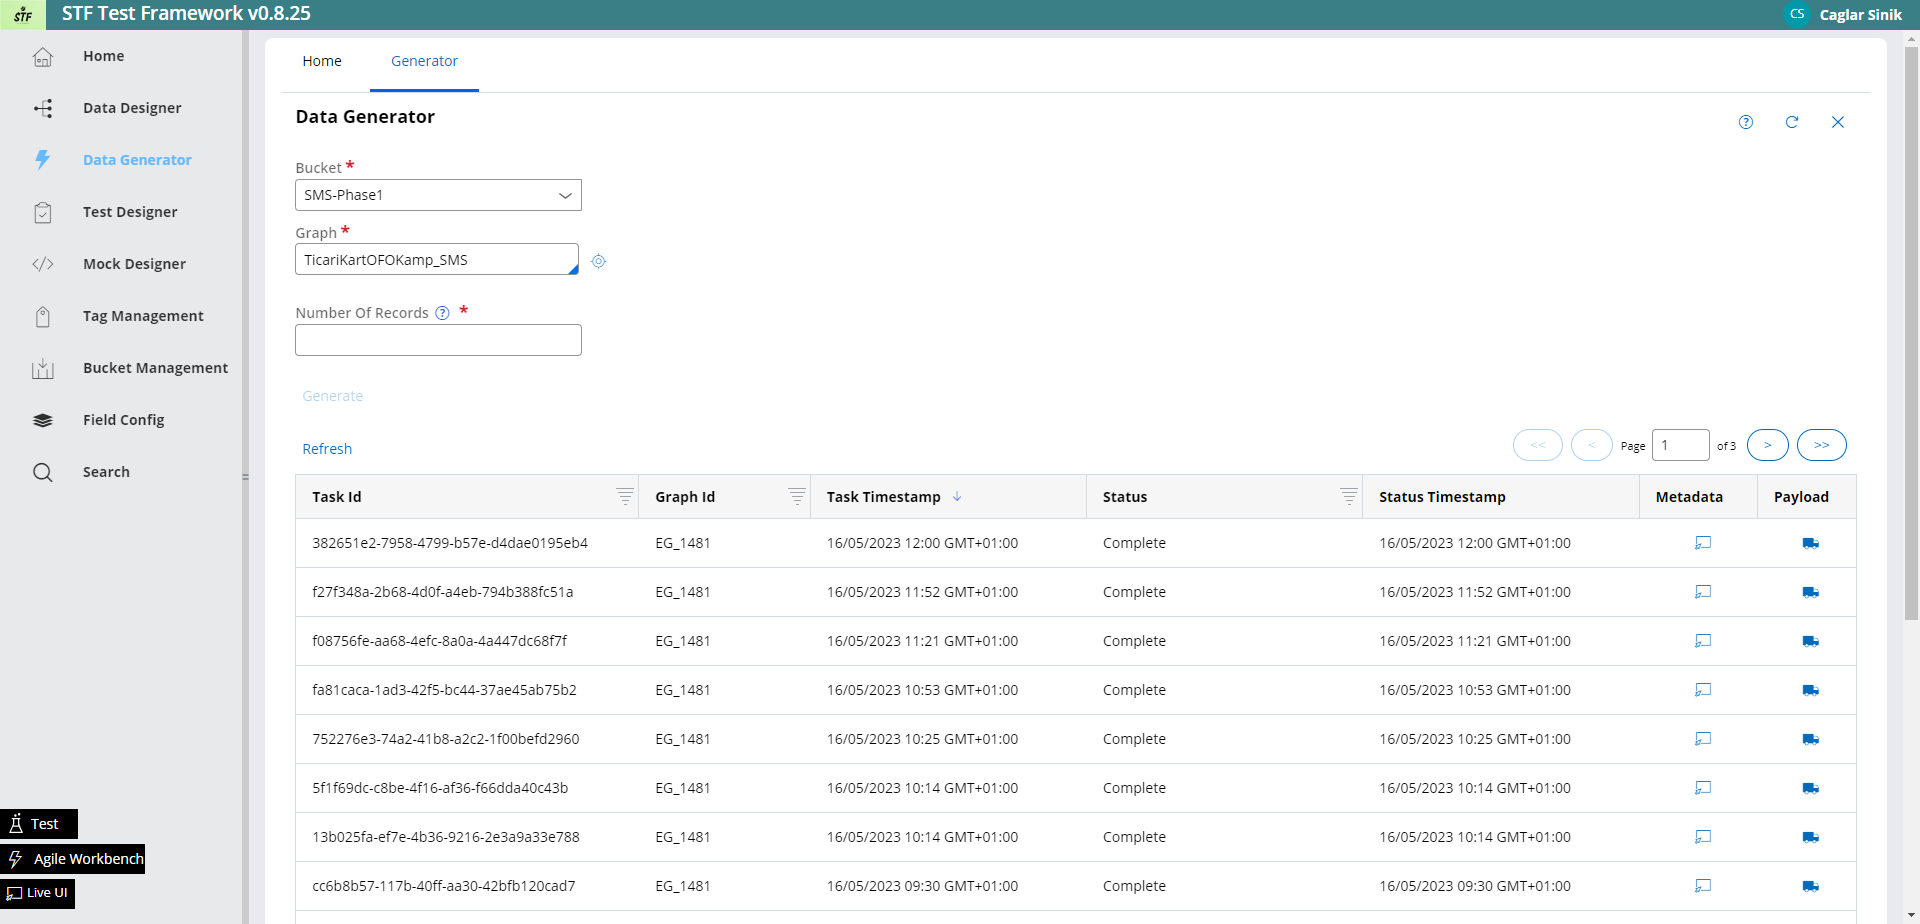 STF
STF Test Framework v0.8.25
CS
Caglar Sinik
Home
Data Designer
Data Generator
Test Designer
Mock Designer
Tag Management
Bucket Management
Field Config
Search
Test
Agile Workbench
Live UI
Home
Generator
Data Generator
Bucket *
SMS-Phase1
Graph *
TicariKartOFOKamp_SMS
Number Of Records ? *
Generate
Refresh
<< < Page 1 of 3 > >>
Task Id Graph Id Task Timestamp Status Status Timestamp Metadata Payload
382651e2-7958-4799-b57e-d4dae0195eb4 EG_1481 16/05/2023 12:00 GMT+01:00 Complete 16/05/2023 12:00 GMT+01:00
f27f348a-2b68-4d0f-a4eb-794b388fc51a EG_1481 16/05/2023 11:52 GMT+01:00 Complete 16/05/2023 11:52 GMT+01:00
f08756fe-aa68-4efc-8a0a-4a447dc68f7f EG_1481 16/05/2023 11:21 GMT+01:00 Complete 16/05/2023 11:21 GMT+01:00
fa81caca-1ad3-42f5-bc44-37ae45ab75b2 EG_1481 16/05/2023 10:53 GMT+01:00 Complete 16/05/2023 10:53 GMT+01:00
752276e3-74a2-41b8-a2c2-1f00befd2960 EG_1481 16/05/2023 10:25 GMT+01:00 Complete 16/05/2023 10:25 GMT+01:00
5f1f69dc-c8be-4f16-af36-f66dda40c43b EG_1481 16/05/2023 10:14 GMT+01:00 Complete 16/05/2023 10:14 GMT+01:00
13b025fa-ef7e-4b36-9216-2e3a9a33e788 EG_1481 16/05/2023 10:14 GMT+01:00 Complete 16/05/2023 10:14 GMT+01:00
cc6b8b57-117b-40ff-aa30-42bfb120cad7 EG_1481 16/05/2023 09:30 GMT+01:00 Complete 16/05/2023 09:30 GMT+01:00